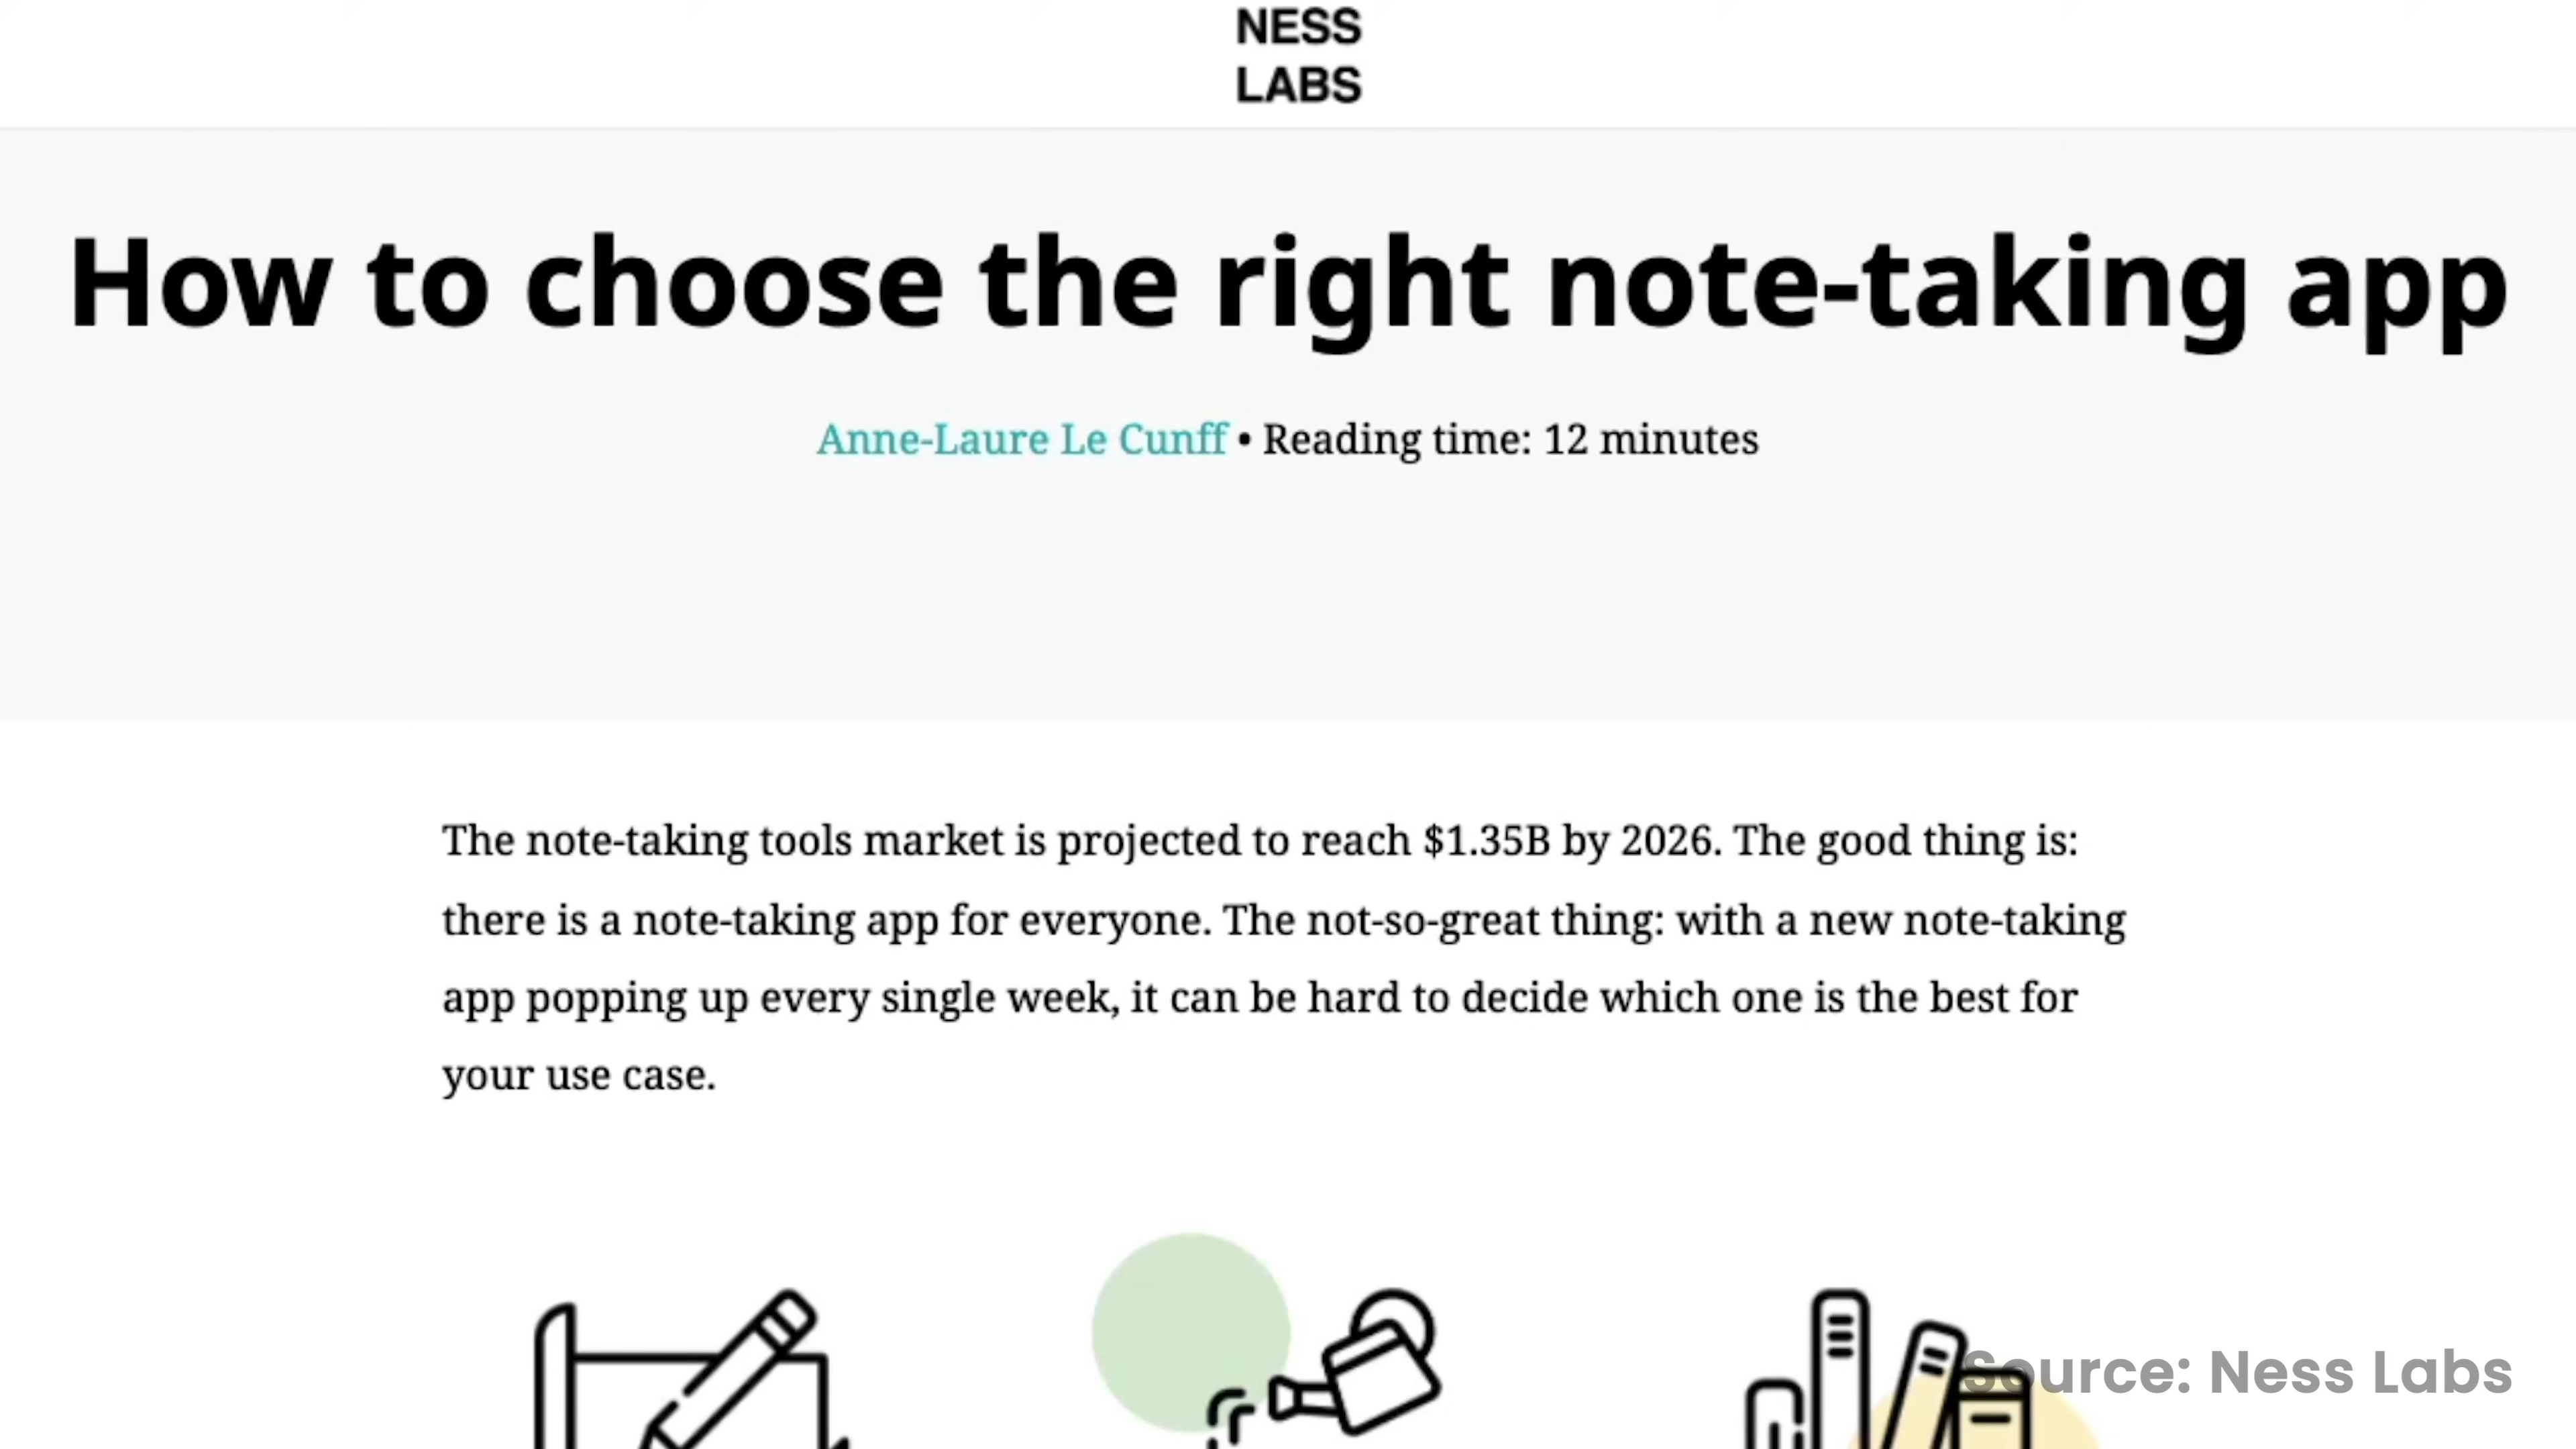 NESS
LABS
How to choose the right note-taking app
Anne-Laure Le Cunff • Reading time: 12 minutes
The note-taking tools market is projected to reach $1.35B by 2026. The good thing is:
there is a note-taking app for everyone. The not-so-great thing: with a new note-taking
app popping up every single week, it can be hard to decide which one is the best for
your use case.
Source: Ness Labs